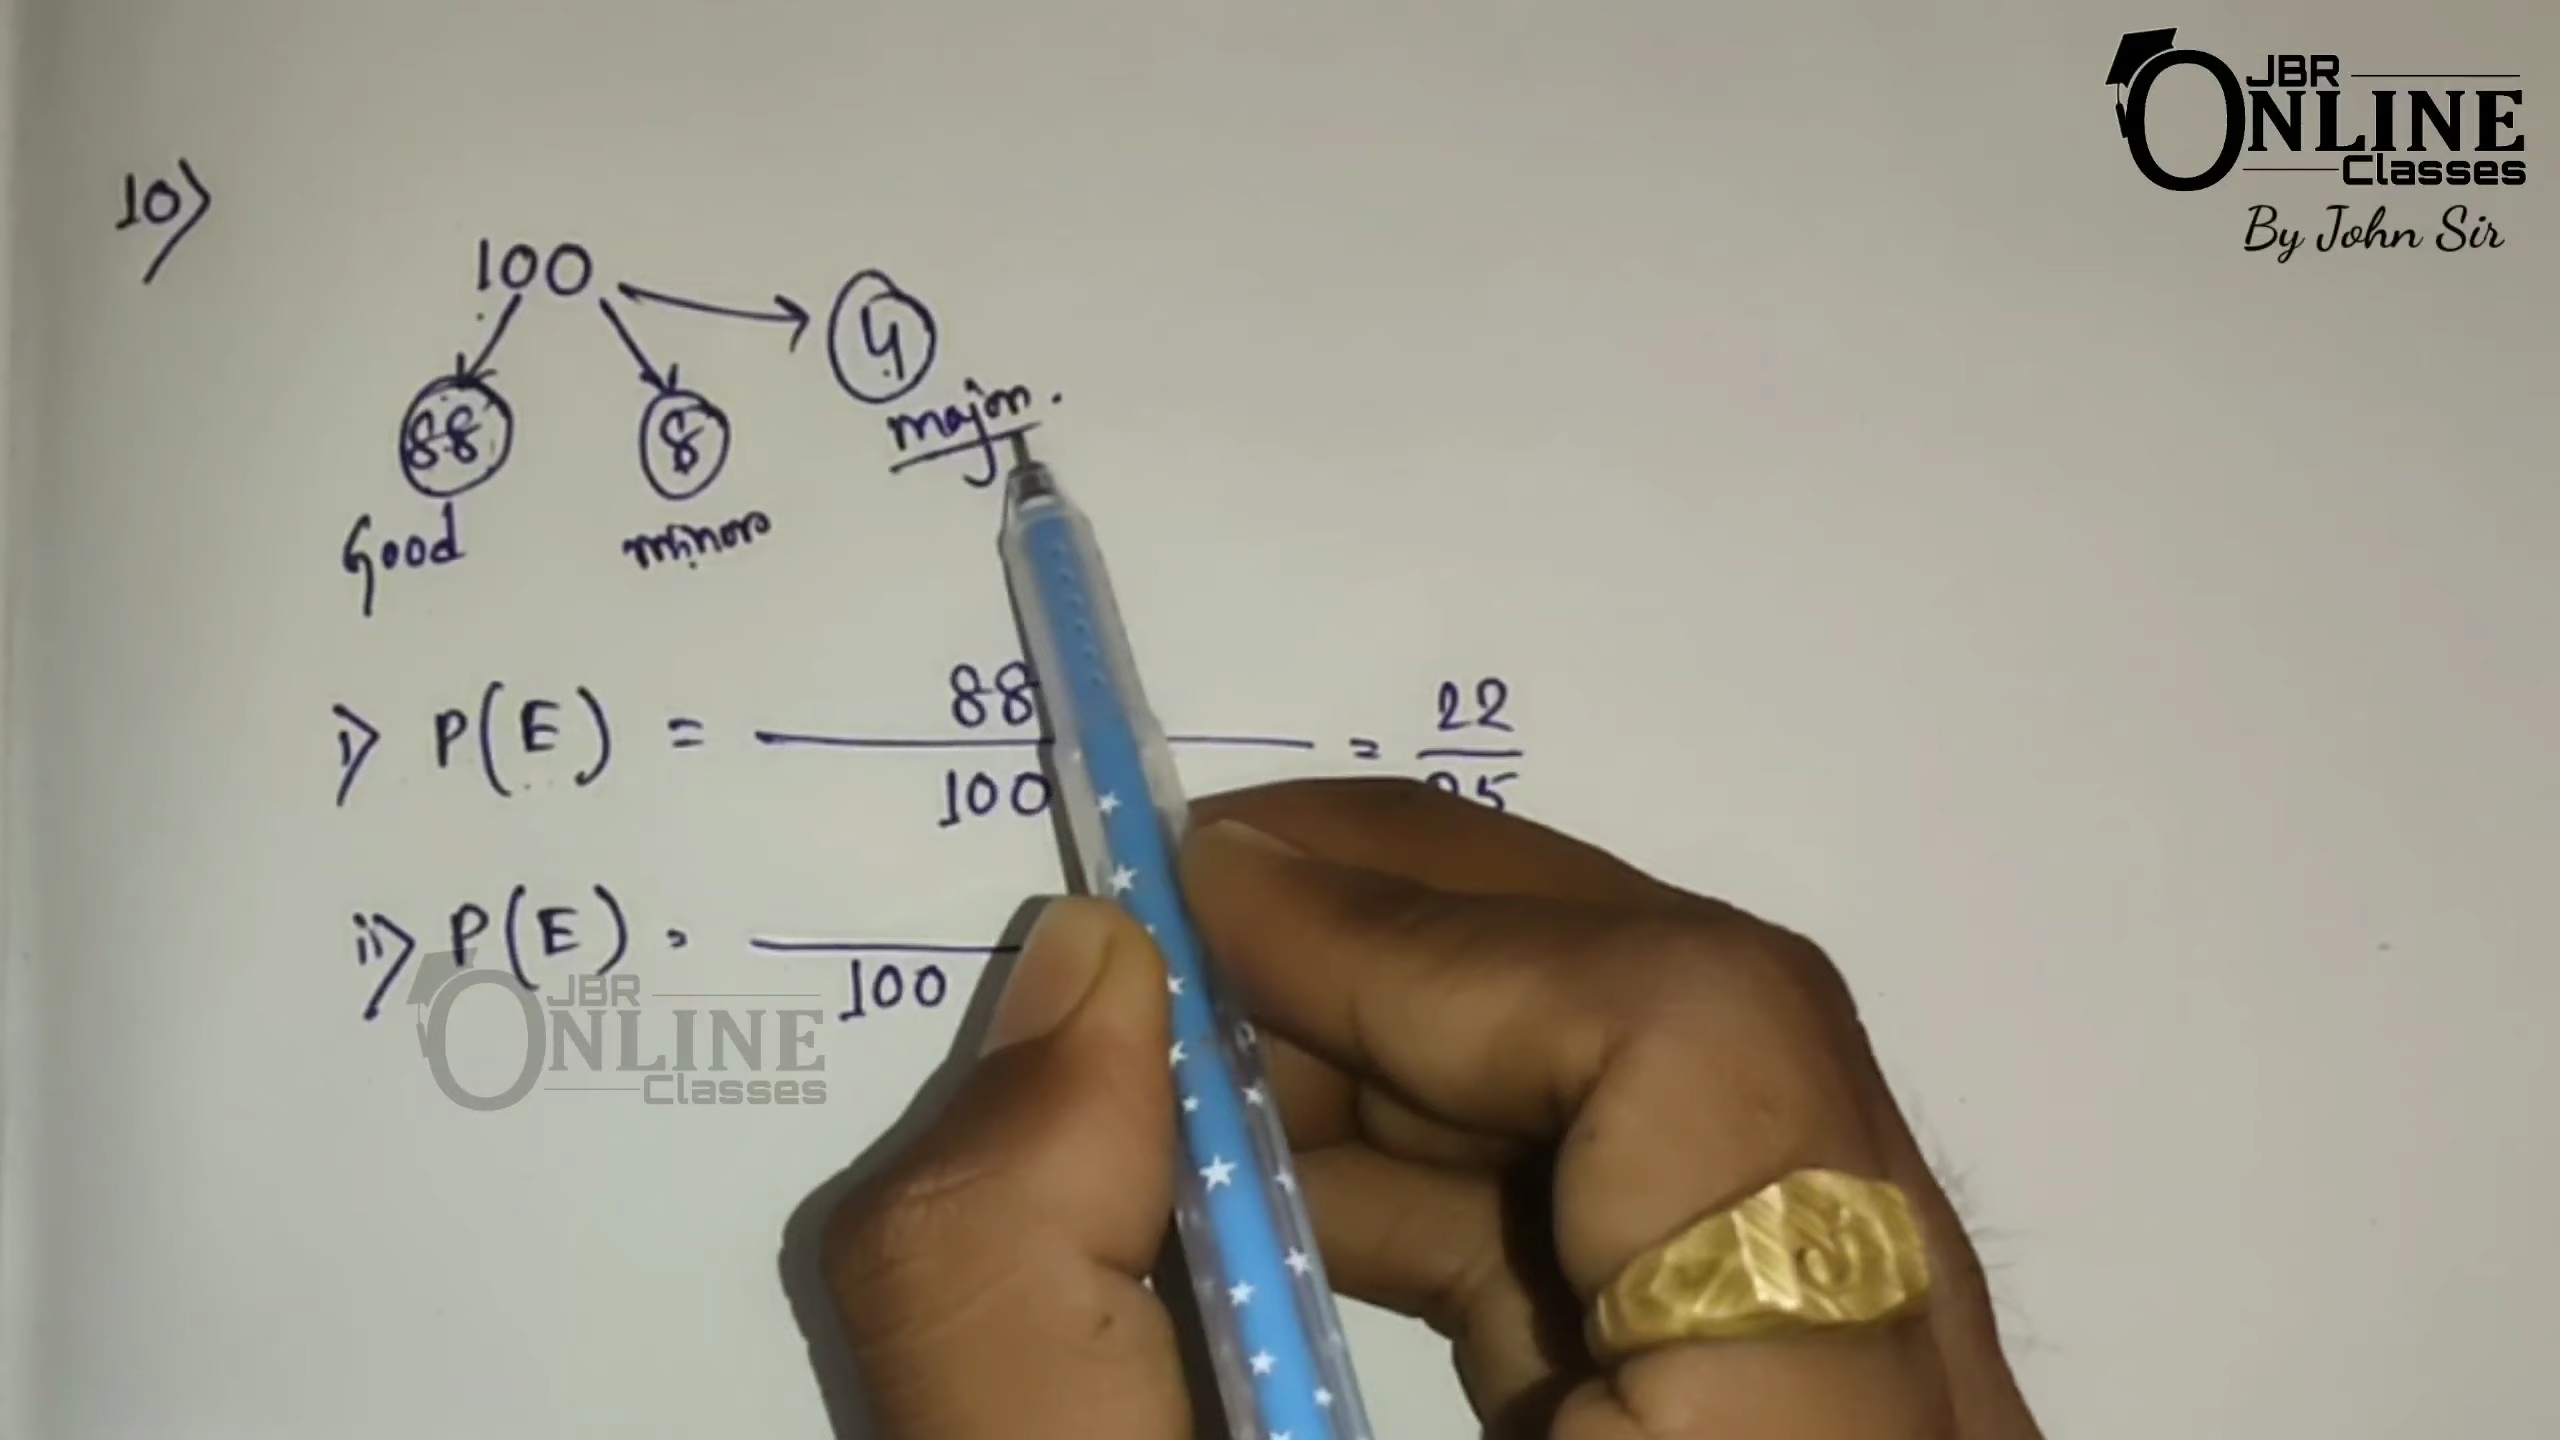 JBR
ONLINE
Classes
By John Sir
10)
100
4
major.
88
8
Good
minor
i) P(E) = 88 / 100 = 22 / 25
ii) P(E) = / 100
JBR
ONLINE
Classes